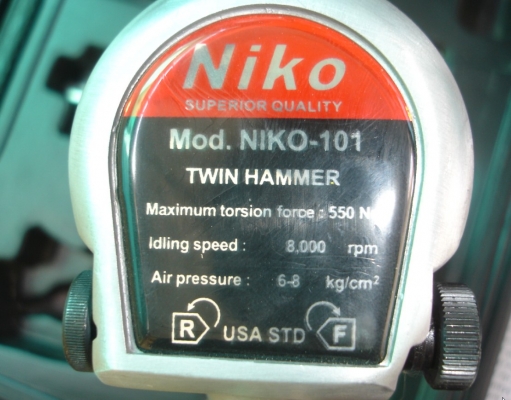 Niko
SUPERIOR QUALITY
Mod. NIKO-101
TWIN HAMMER
Maximum torsion force : 550 N
Idling speed : 8,000 rpm
Air pressure : 6-8 kg/cm²
R USA STD F